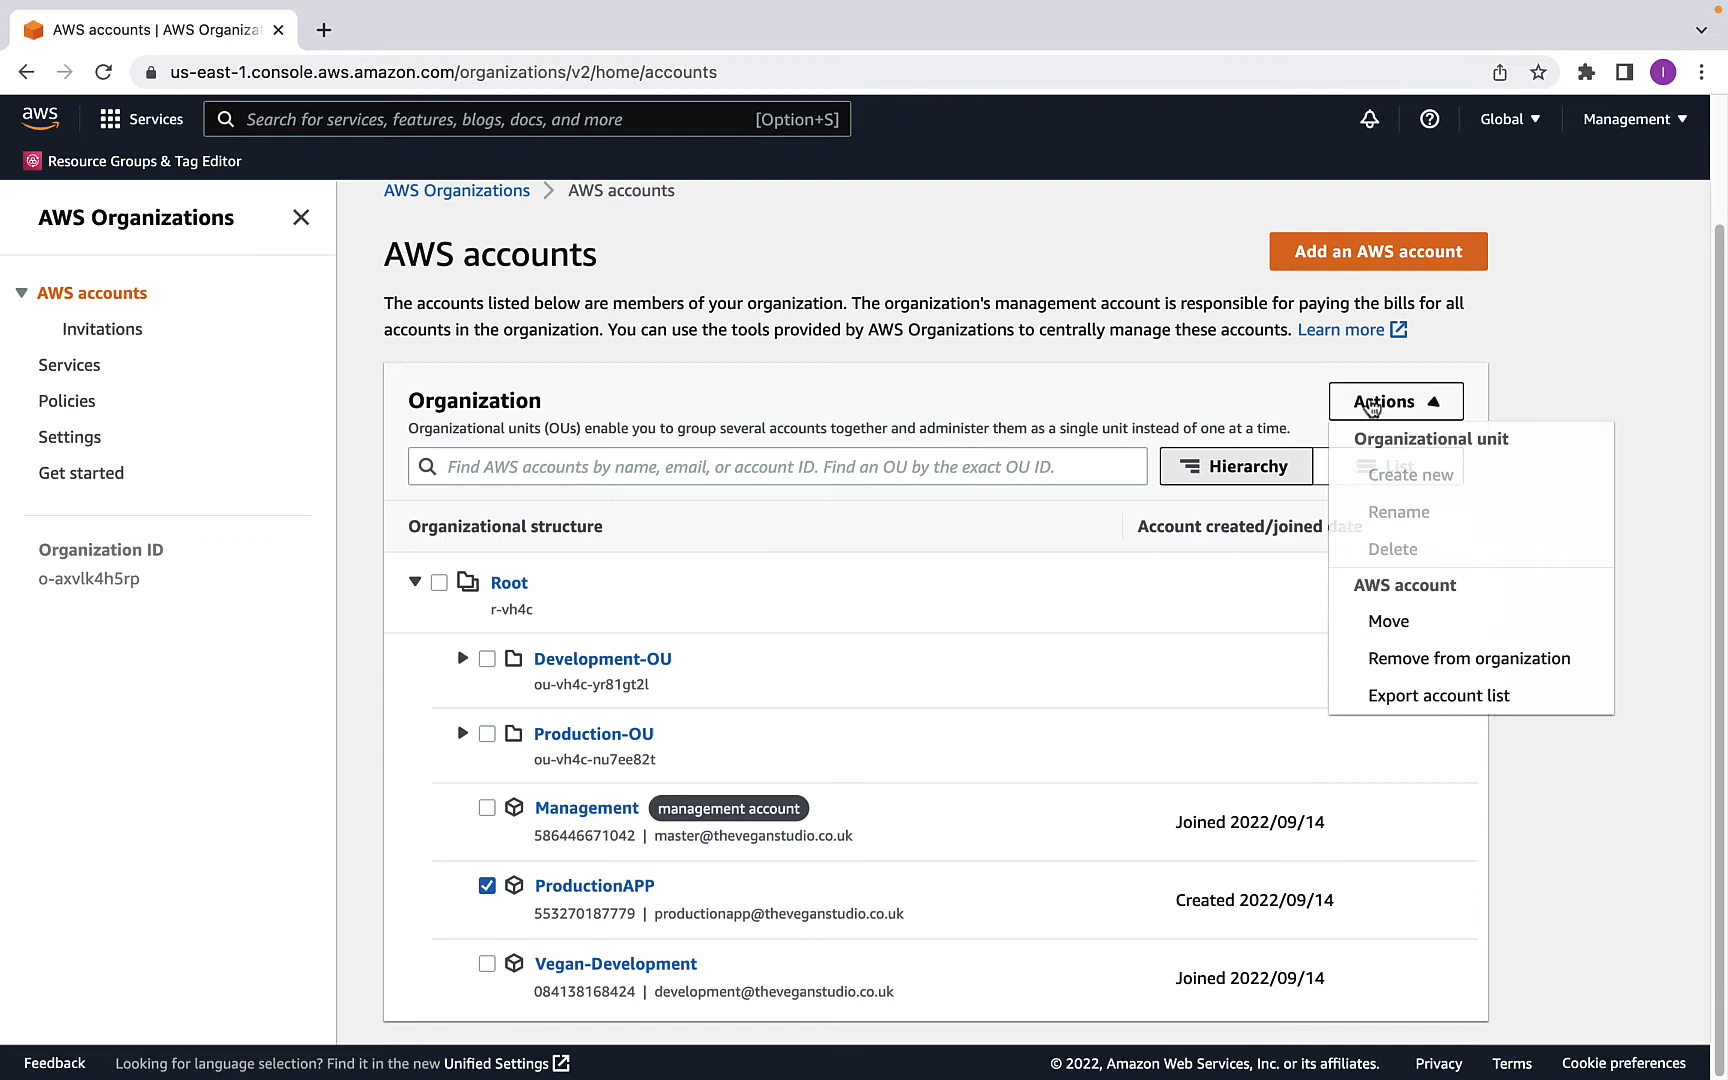 AWS accounts | AWS Organiza
us-east-1.console.aws.amazon.com/organizations/v2/home/accounts
I
aws
Services
Search for services, features, blogs, docs, and more
[Option+S]
Global
Management
Resource Groups & Tag Editor
AWS Organizations
AWS accounts
Invitations
Services
Policies
Settings
Get started
Organization ID
o-axvlk4h5rp
AWS Organizations
AWS accounts
AWS accounts
Add an AWS account
The accounts listed below are members of your organization. The organization's management account is responsible for paying the bills for all
accounts in the organization. You can use the tools provided by AWS Organizations to centrally manage these accounts. Learn more
Organization
Organizational units (OUs) enable you to group several accounts together and administer them as a single unit instead of one at a time.
Actions
Find AWS accounts by name, email, or account ID. Find an OU by the exact OU ID.
Hierarchy
List
Organizational unit
Create new
Rename
Delete
AWS account
Move
Remove from organization
Export account list
Organizational structure
Account created/joined date
Root
r-vh4c
Development-OU
ou-vh4c-yr81gt2l
Production-OU
ou-vh4c-nu7ee82t
Management
management account
586446671042 | master@theveganstudio.co.uk
Joined 2022/09/14
ProductionAPP
553270187779 | productionapp@theveganstudio.co.uk
Created 2022/09/14
Vegan-Development
084138168424 | development@theveganstudio.co.uk
Joined 2022/09/14
Feedback
Looking for language selection? Find it in the new Unified Settings
© 2022, Amazon Web Services, Inc. or its affiliates.
Privacy
Terms
Cookie preferences